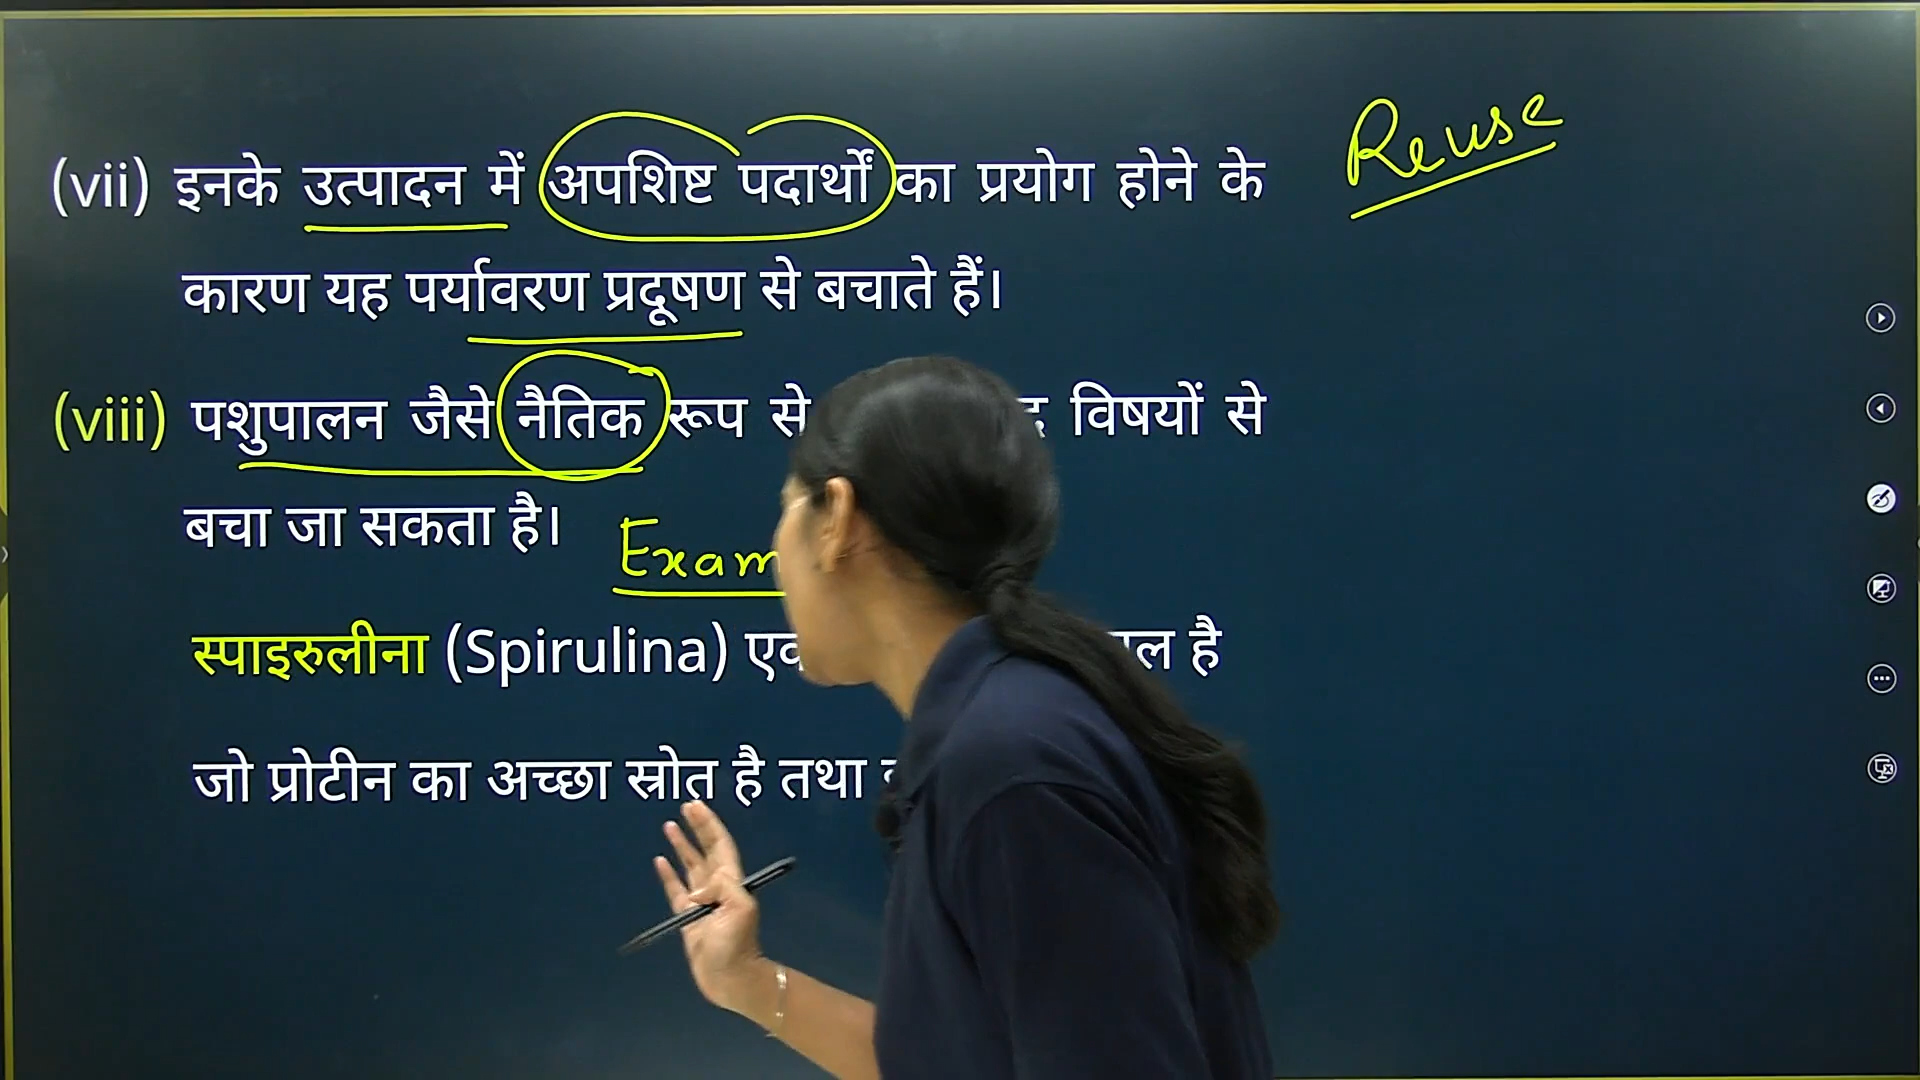 Reuse
(vii) इनके उत्पादन में अपशिष्ट पदार्थों का प्रयोग होने के
कारण यह पर्यावरण प्रदूषण से बचाते हैं।
(viii) पशुपालन जैसे नैतिक रूप से विषयों से
बचा जा सकता है।
Exam
स्पाइरुलीना (Spirulina) है
जो प्रोटीन का अच्छा स्रोत है तथा